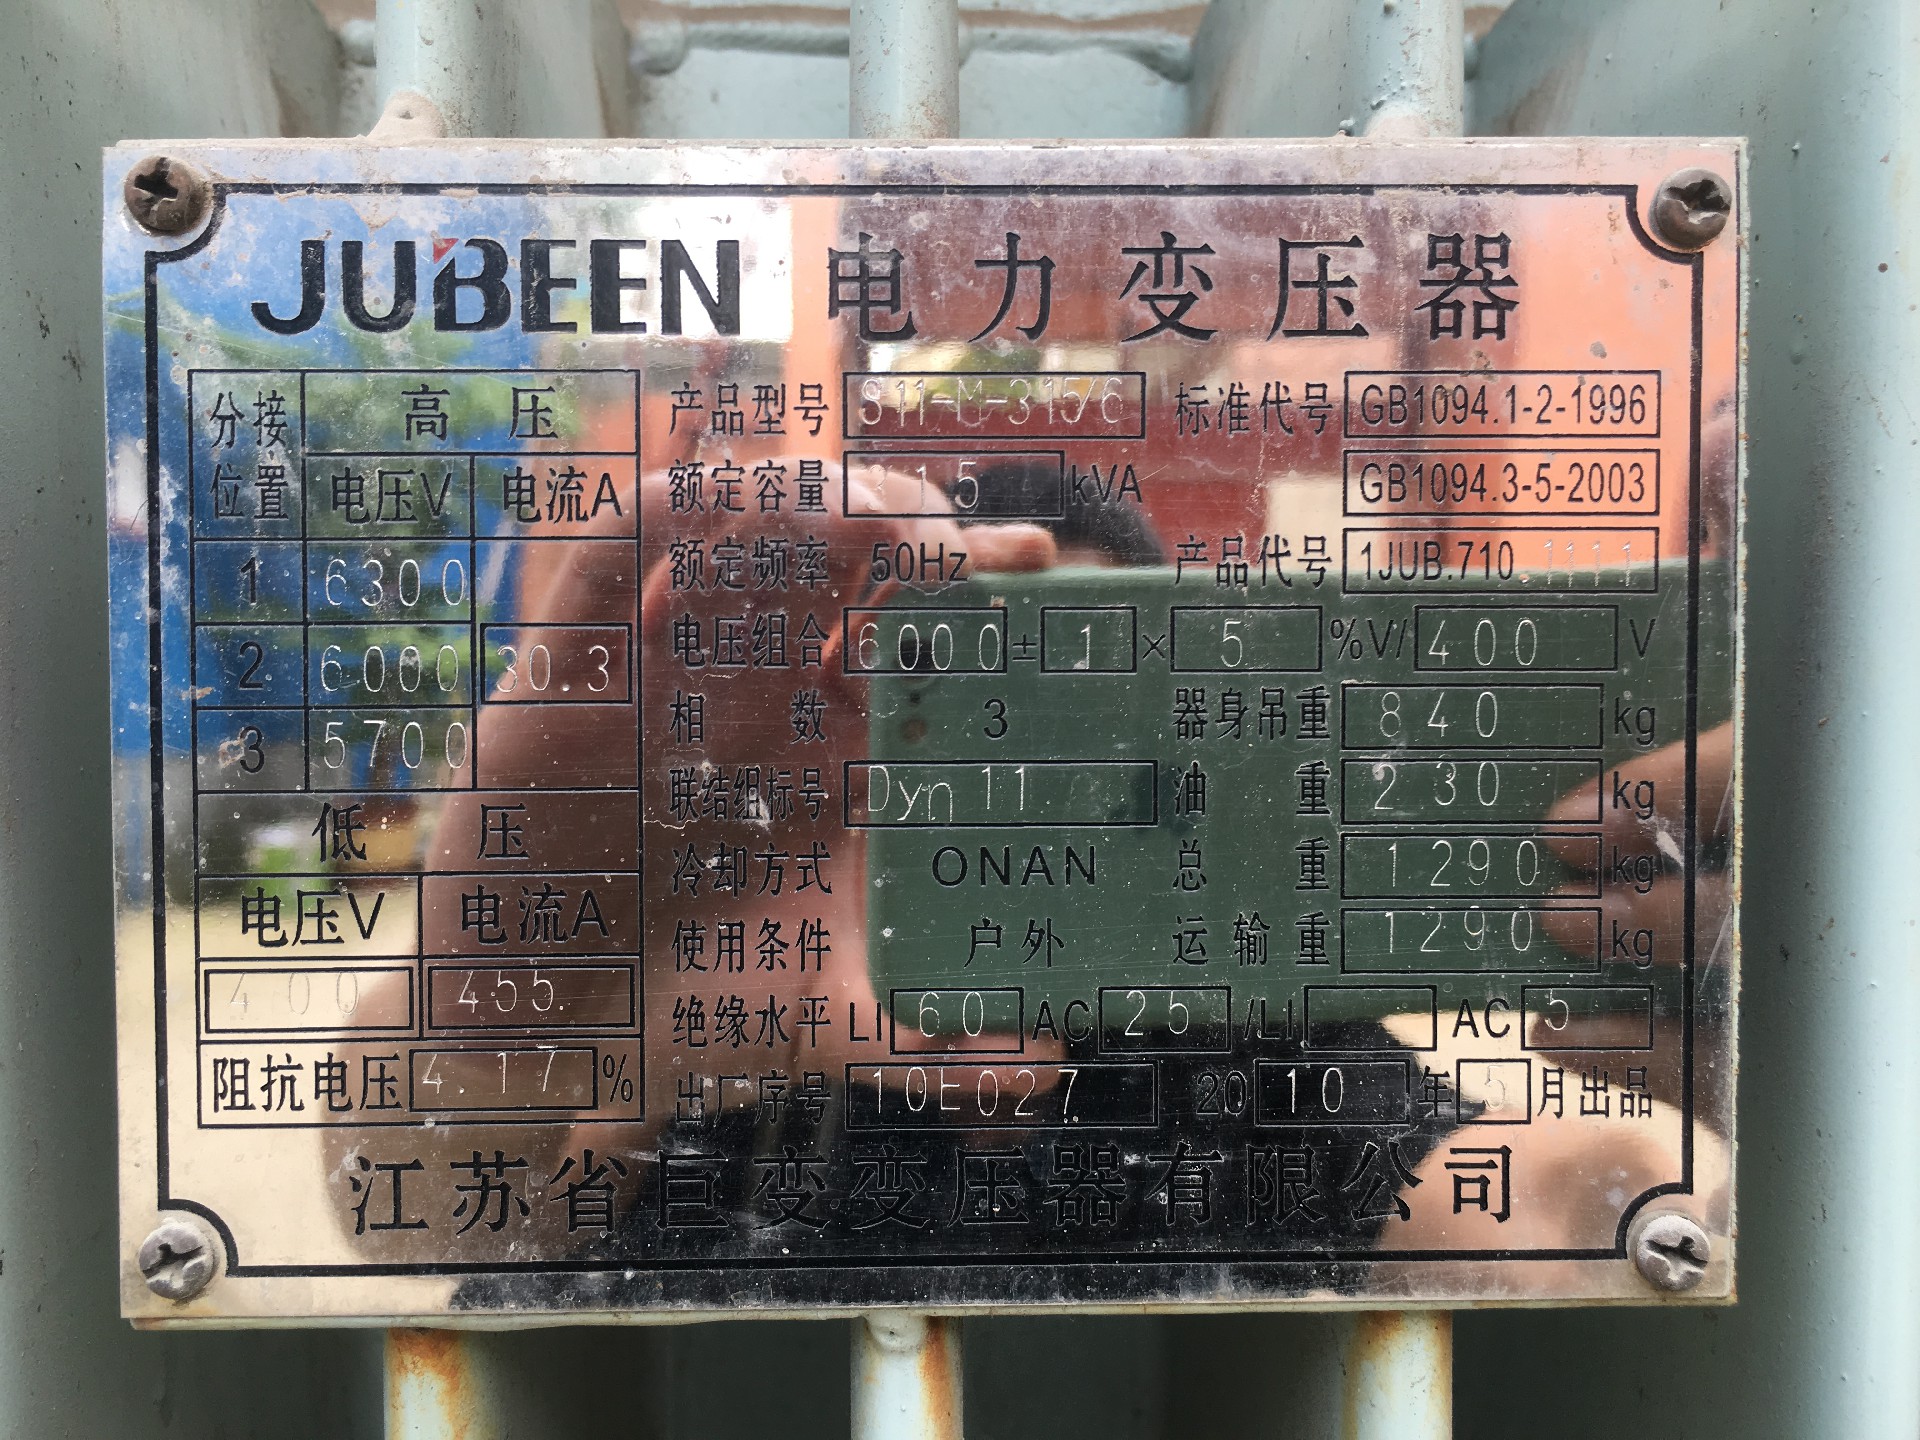 JUBEEN 电力变压器
分接位置 高压
电压V 电流A
1 6300
2 6000 30.3
3 5700
低压
电压V 电流A
400 455
阻抗电压 4.17 %
产品型号 S11-M-315/6 标准代号 GB1094.1-2-1996
额定容量 315 kVA GB1094.3-5-2003
额定频率 50Hz 产品代号 1JUB.710.1111
电压组合 6000 ± 1 × 5 %V/ 400 V
相数 3 器身吊重 840 kg
联结组标号 Dyn11 油重 230 kg
冷却方式 ONAN 总重 1290 kg
使用条件 户外 运输重 1290 kg
绝缘水平 LI 60 AC 25 /LI AC 5
出厂序号 10E027 2010年5月出品
江苏省巨变变压器有限公司